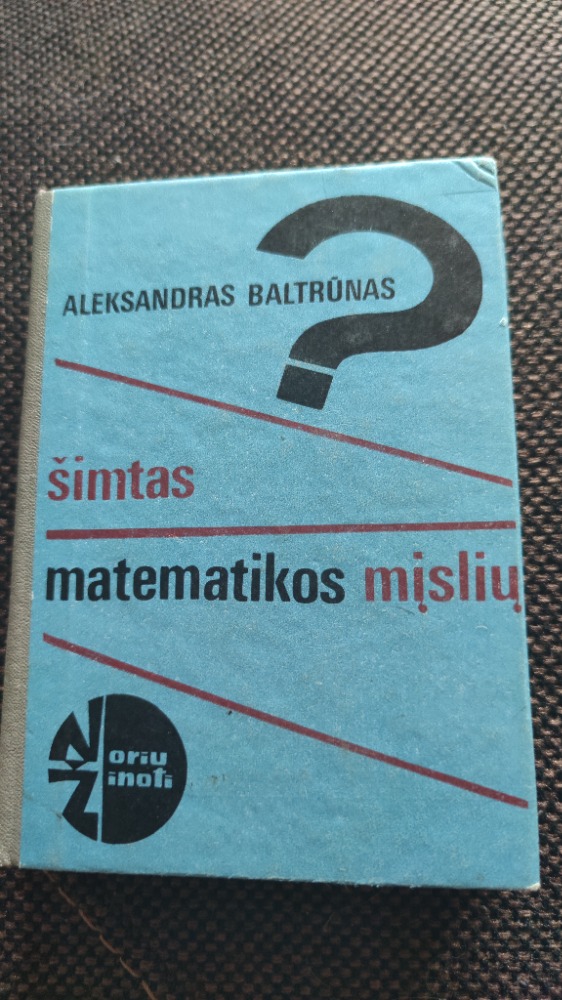 ALEKSANDRAS BALTRŪNAS
?
šimtas
matematikos mįslių
Noriu
Žinoti